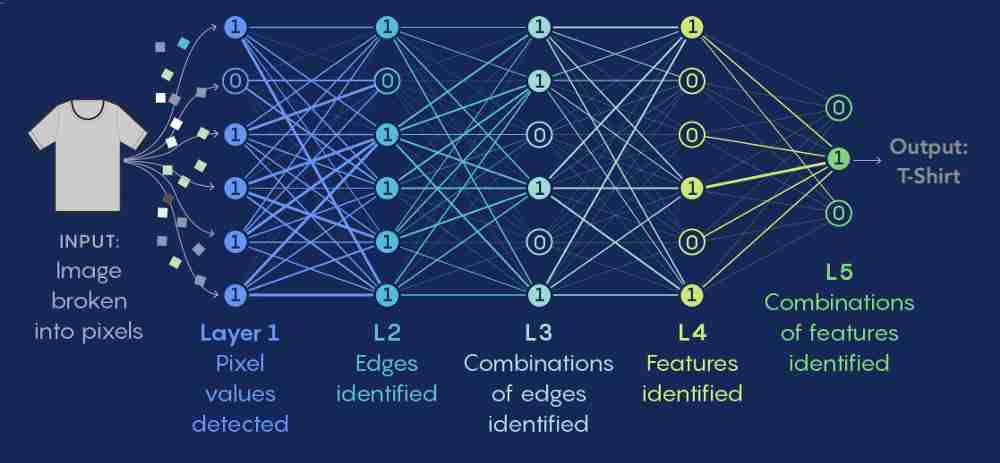 1 1 1 1
0 0 1 0
0
1 1 0 0
1
Output:
T-Shirt
1 1 1 1
0
1 1 0 0
1 1 1 1
INPUT:
Image
broken
into pixels
Layer 1
Pixel
values
detected
L2
Edges
identified
L3
Combinations
of edges
identified
L4
Features
identified
L5
Combinations
of features
identified